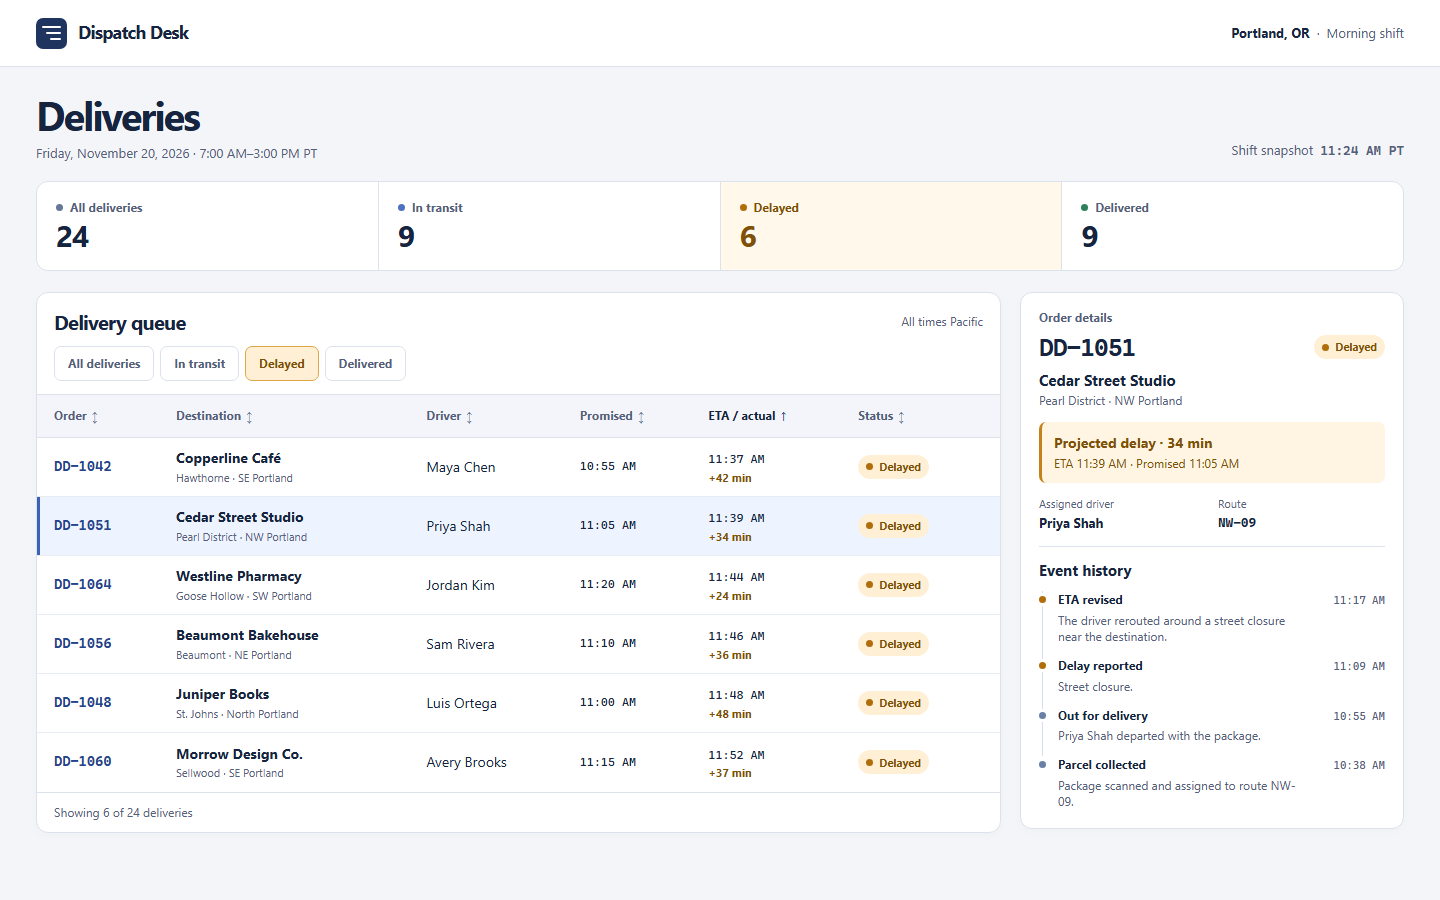 Dispatch Desk
Portland, OR · Morning shift
Deliveries
Friday, November 20, 2026 · 7:00 AM–3:00 PM PT
Shift snapshot 11:24 AM PT
All deliveries
24
In transit
9
Delayed
6
Delivered
9
Delivery queue
All times Pacific
All deliveries In transit Delayed Delivered
Order ↕ Destination ↕ Driver ↕ Promised ↕ ETA / actual ↑ Status ↕
DD-1042 Copperline Café Maya Chen 10:55 AM 11:37 AM Delayed
Hawthorne · SE Portland +42 min
DD-1051 Cedar Street Studio Priya Shah 11:05 AM 11:39 AM Delayed
Pearl District · NW Portland +34 min
DD-1064 Westline Pharmacy Jordan Kim 11:20 AM 11:44 AM Delayed
Goose Hollow · SW Portland +24 min
DD-1056 Beaumont Bakehouse Sam Rivera 11:10 AM 11:46 AM Delayed
Beaumont · NE Portland +36 min
DD-1048 Juniper Books Luis Ortega 11:00 AM 11:48 AM Delayed
St. Johns · North Portland +48 min
DD-1060 Morrow Design Co. Avery Brooks 11:15 AM 11:52 AM Delayed
Sellwood · SE Portland +37 min
Showing 6 of 24 deliveries
Order details
DD-1051 Delayed
Cedar Street Studio
Pearl District · NW Portland
Projected delay · 34 min
ETA 11:39 AM · Promised 11:05 AM
Assigned driver Route
Priya Shah NW-09
Event history
ETA revised 11:17 AM
The driver rerouted around a street closure
near the destination.
Delay reported 11:09 AM
Street closure.
Out for delivery 10:55 AM
Priya Shah departed with the package.
Parcel collected 10:38 AM
Package scanned and assigned to route NW-
09.